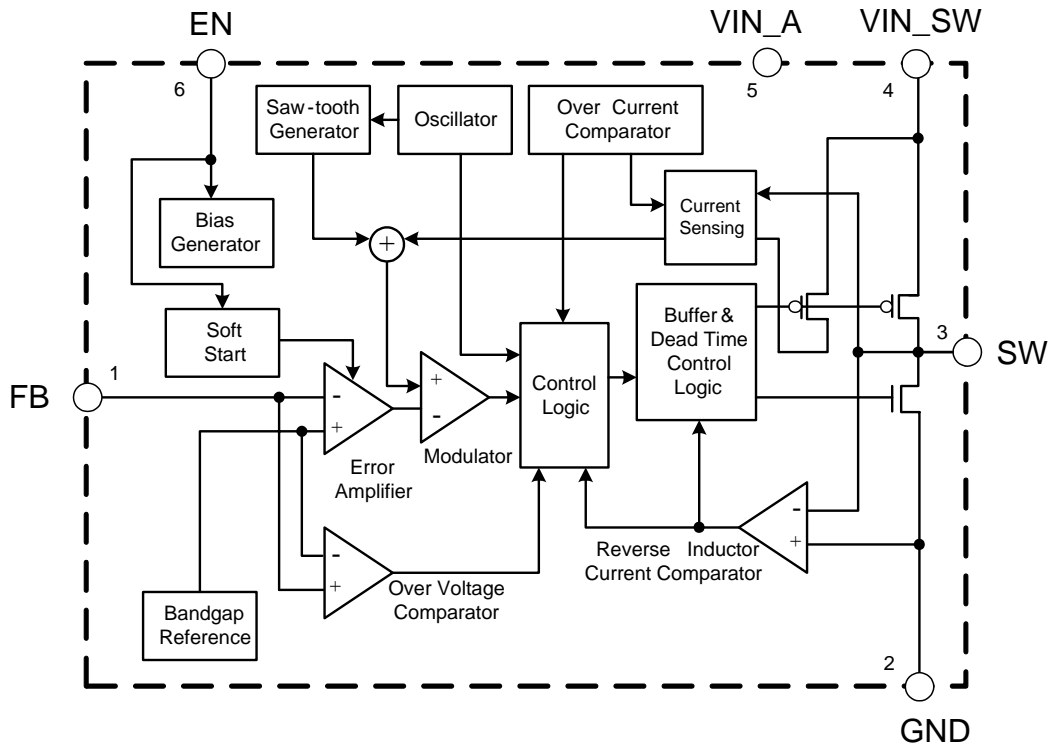 EN
VIN_A
VIN_SW
6
5
4
Saw-tooth
Generator
Oscillator
Over Current
Comparator
Bias
Generator
Current
Sensing
+
Soft
Start
Buffer &
Dead Time
Control
Logic
3
SW
1
FB
-
+
+
-
Control
Logic
Error
Amplifier
Modulator
-
+
Reverse Inductor
Current Comparator
-
+
Over Voltage
Comparator
Bandgap
Reference
2
GND